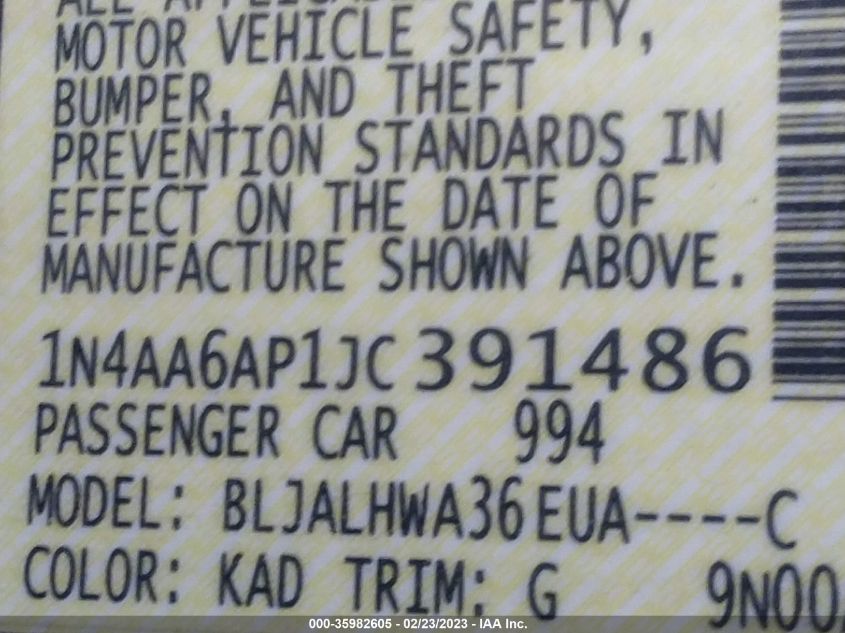 MOTOR VEHICLE SAFETY,
BUMPER, AND THEFT
PREVENTION STANDARDS IN
EFFECT ON THE DATE OF
MANUFACTURE SHOWN ABOVE.
1N4AA6AP1JC391486
PASSENGER CAR 994
MODEL: BLJALHWA36EUA----C
COLOR: KAD TRIM: G 9N00
000-35982605 - 02/23/2023 - IAA Inc.